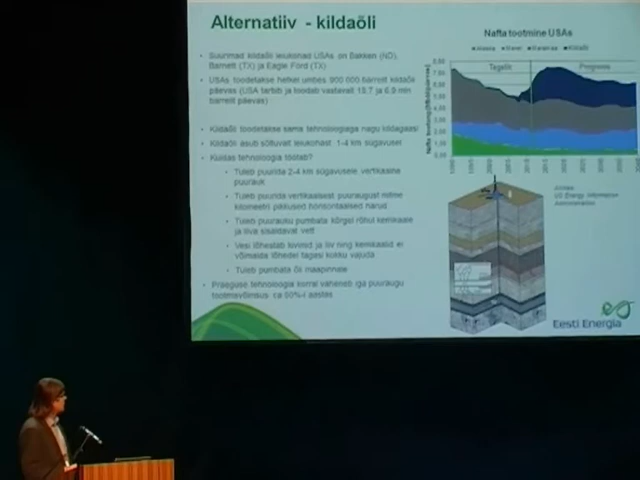 Alternatiiv - kildaõli
Suurimad kildaõli leiukohad USAs on Bakken (ND),
Barnett (TX) ja Eagle Ford (TX)
USAs toodetakse hetkel umbes 900 000 barrelit kildaõli
päevas (USA tarbib ja toodab vastavalt 18,7 ja 6,9 mln
barrelit päevas)
Kildaõli toodetakse sama tehnoloogiaga nagu kildagaasi
Kildaõli asub sõltuvalt leiukohast 1-4 km sügavusel
Kuidas tehnoloogia töötab?
Tuleb puurida 2-4 km sügavusele vertikaalne
puurauk
Tuleb puurida vertikaalsest puuraugust mitme
kilomeetri pikkused horisontaalsed harud
Tuleb puurauku pumbata kõrgel rõhul kemikaale
ja liiva sisaldavat vett
Vesi lõhestab kivimid ja liiv ning kemikaalid ei
võimalda lõhedel tagasi kokku vajuda
Tuleb pumbata õli maapinnale
Praeguse tehnoloogia korral väheneb iga puuraugu
tootmisvõimsus ca
Nafta tootmine USAs
Alaska
Kildaõli
Tegelik
Prognoos
Allikas:
US Energy Information
Administration
Eesti Energia